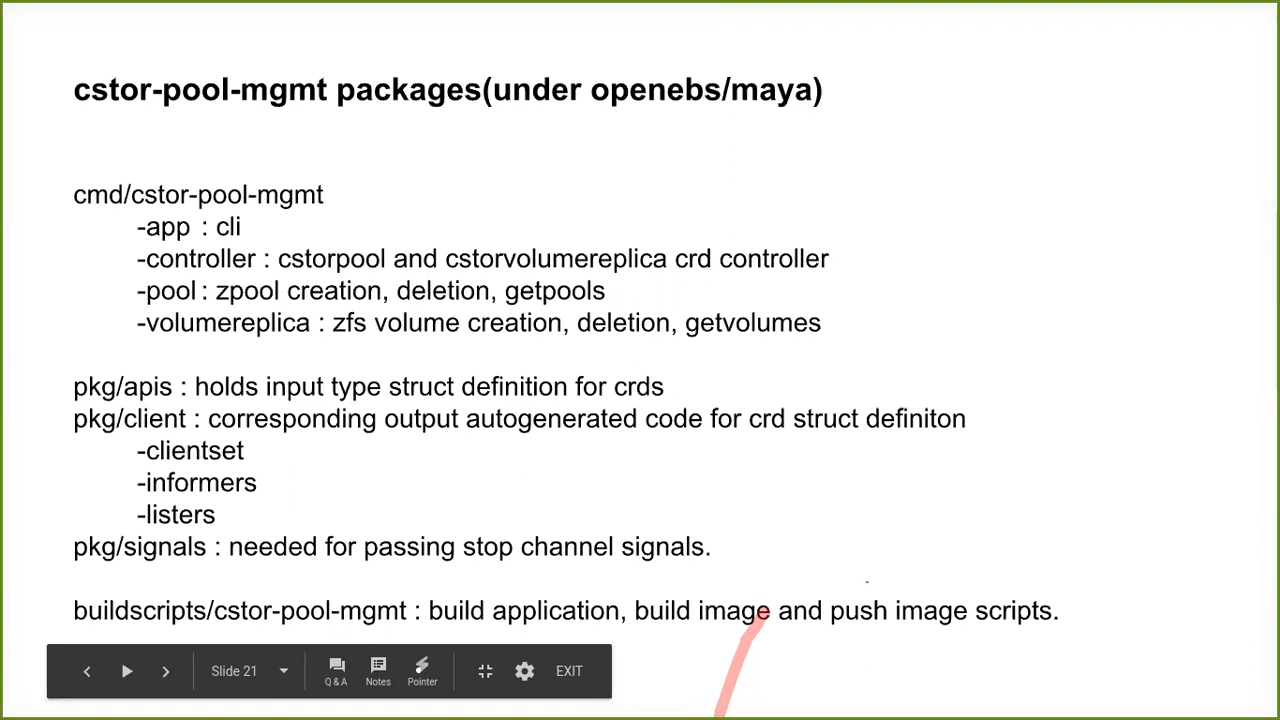 cstor-pool-mgmt packages(under openebs/maya)
cmd/cstor-pool-mgmt
-app : cli
-controller : cstorpool and cstorvolumereplica crd controller
-pool : zpool creation, deletion, getpools
-volumereplica : zfs volume creation, deletion, getvolumes
pkg/apis : holds input type struct definition for crds
pkg/client : corresponding output autogenerated code for crd struct definiton
-clientset
-informers
-listers
pkg/signals : needed for passing stop channel signals.
buildscripts/cstor-pool-mgmt : build application, build image and push image scripts.
Slide 21
Q & A
Notes
Pointer
EXIT